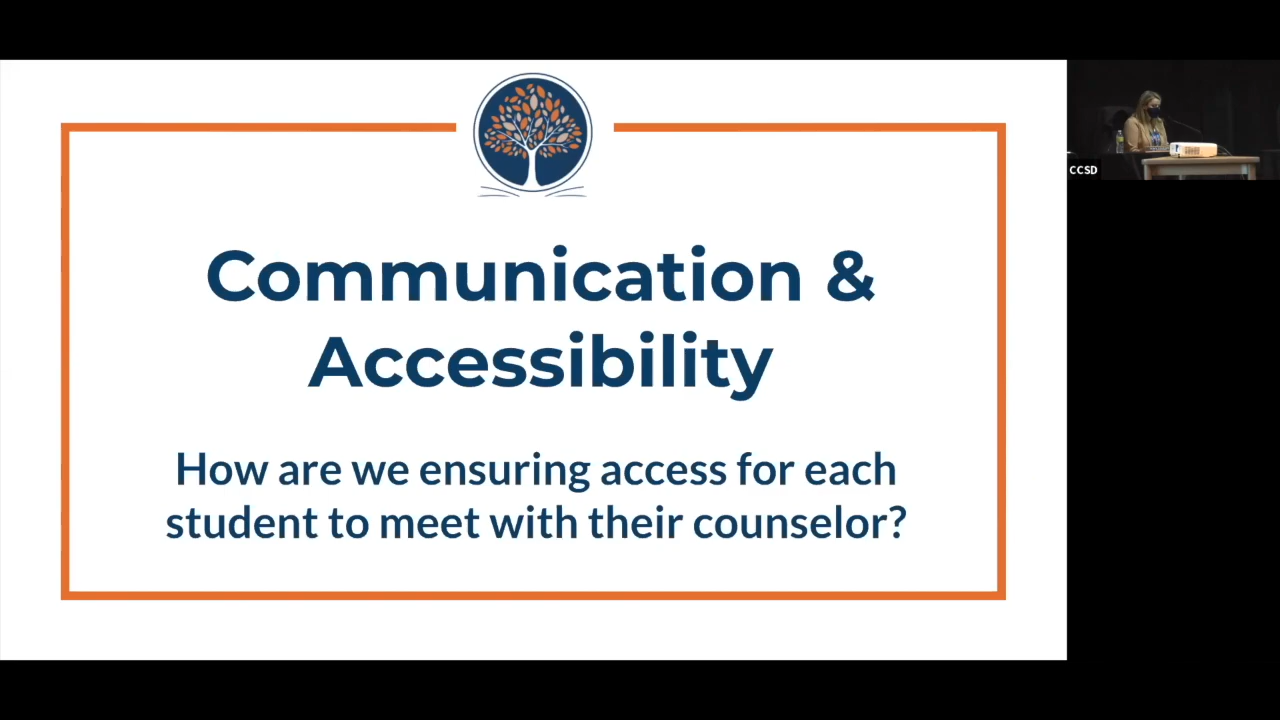 Communication &
Accessibility
How are we ensuring access for each
student to meet with their counselor?
CCSD